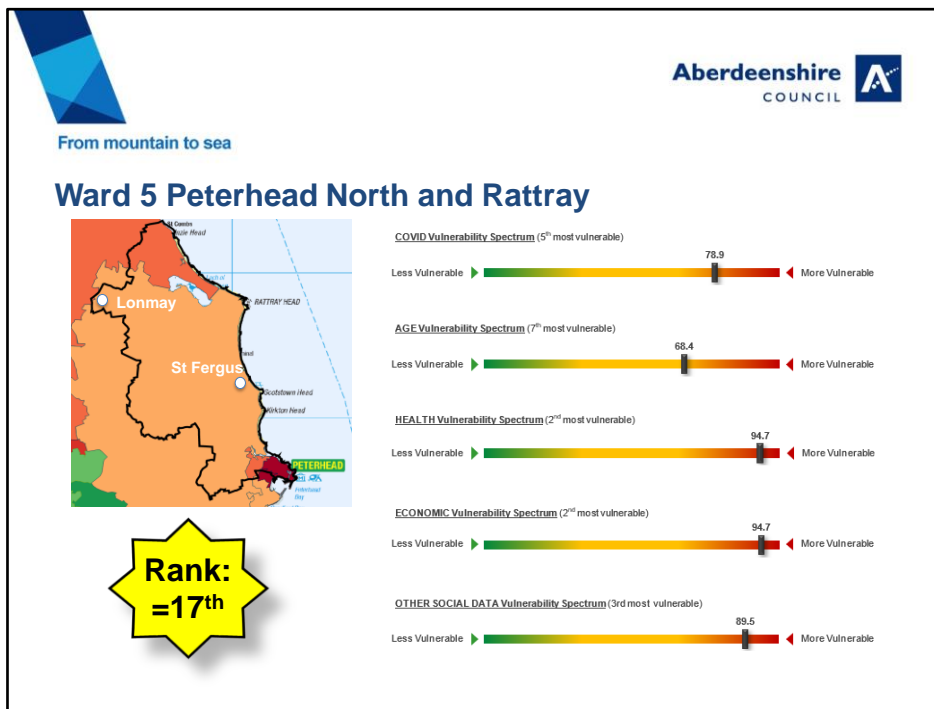 Aberdeenshire
COUNCIL
From mountain to sea
Ward 5 Peterhead North and Rattray
St Combs
RATTRAY HEAD
Lonmay
St Fergus
Scotstown Head
Kirkton Head
PETERHEAD
Peterhead
Bay
Rank:
=17th
COVID Vulnerability Spectrum (5th most vulnerable)
78.9
Less Vulnerable
More Vulnerable
AGE Vulnerability Spectrum (7th most vulnerable)
68.4
Less Vulnerable
More Vulnerable
HEALTH Vulnerability Spectrum (2nd most vulnerable)
94.7
Less Vulnerable
More Vulnerable
ECONOMIC Vulnerability Spectrum (2nd most vulnerable)
94.7
Less Vulnerable
More Vulnerable
OTHER SOCIAL DATA Vulnerability Spectrum (3rd most vulnerable)
89.5
Less Vulnerable
More Vulnerable